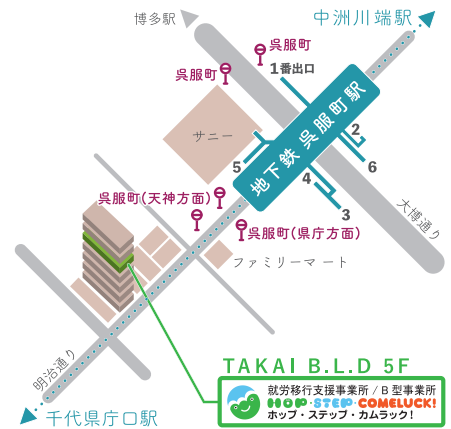 中洲川端駅
博多駅
呉服町
呉服町
1番出口
サニー
地下鉄 呉服町駅
2
5
6
4
3
呉服町(天神方面)
大博通り
呉服町(県庁方面)
ファミリーマート
明治通り
TAKAI B.L.D 5F
就労移行支援事業所/B型事業所
HOP・STEP・COMELUCK!
ホップ・ステップ・カムラック!
千代県庁口駅